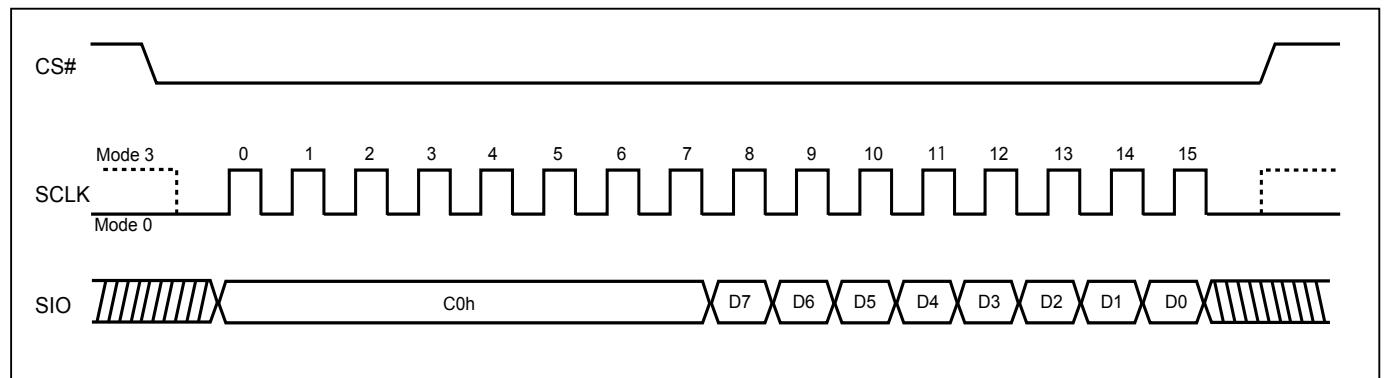 CS#
Mode 3
0 1 2 3 4 5 6 7 8 9 10 11 12 13 14 15
SCLK
Mode 0
SIO
C0h D7 D6 D5 D4 D3 D2 D1 D0